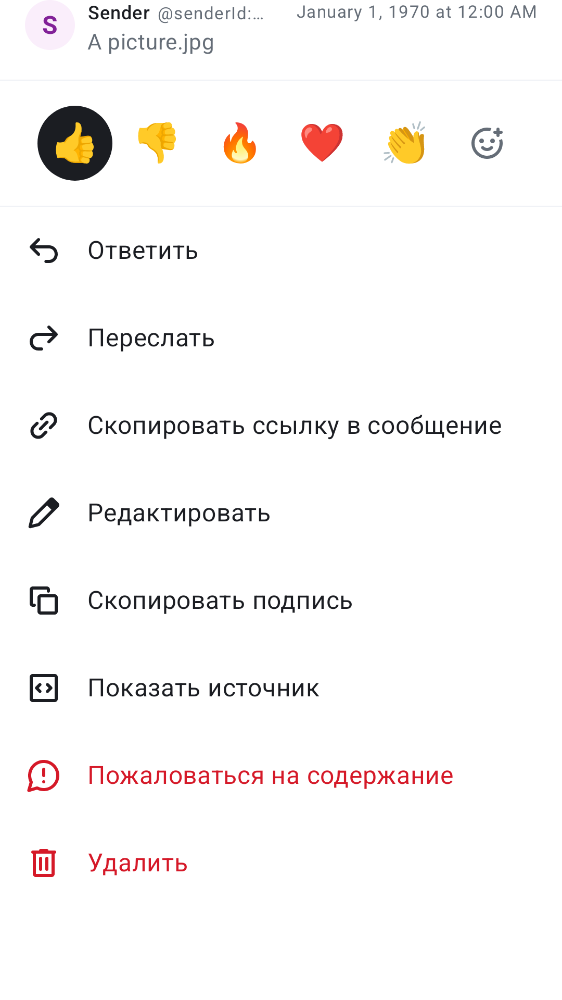 S
Sender @senderId:… January 1, 1970 at 12:00 AM
A picture.jpg
Ответить
Переслать
Скопировать ссылку в сообщение
Редактировать
Скопировать подпись
Показать источник
Пожаловаться на содержание
Удалить